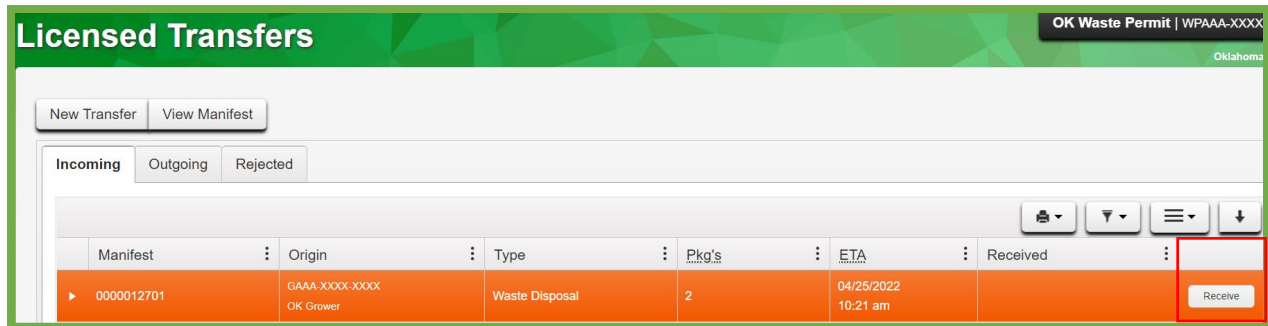 Licensed Transfers
OK Waste Permit | WPAAA-XXXX
Oklahoma
New Transfer View Manifest
Incoming Outgoing Rejected
Manifest Origin Type Pkg's ETA Received
0000012701 GAAA-XXXX-XXXX Waste Disposal 2 04/25/2022 Receive
OK Grower 10:21 am